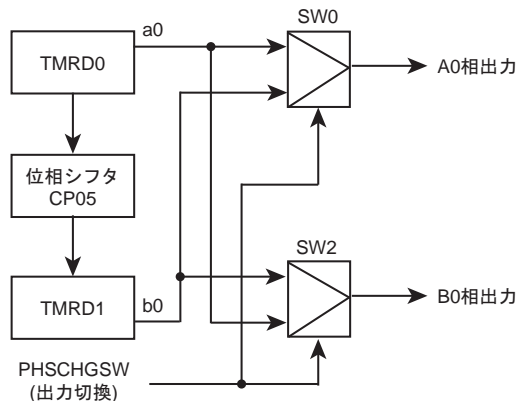 a0
SW0
TMRD0
A0相出力
位相シフタ
CP05
SW2
TMRD1
b0
B0相出力
PHSCHGSW
(出力切換)